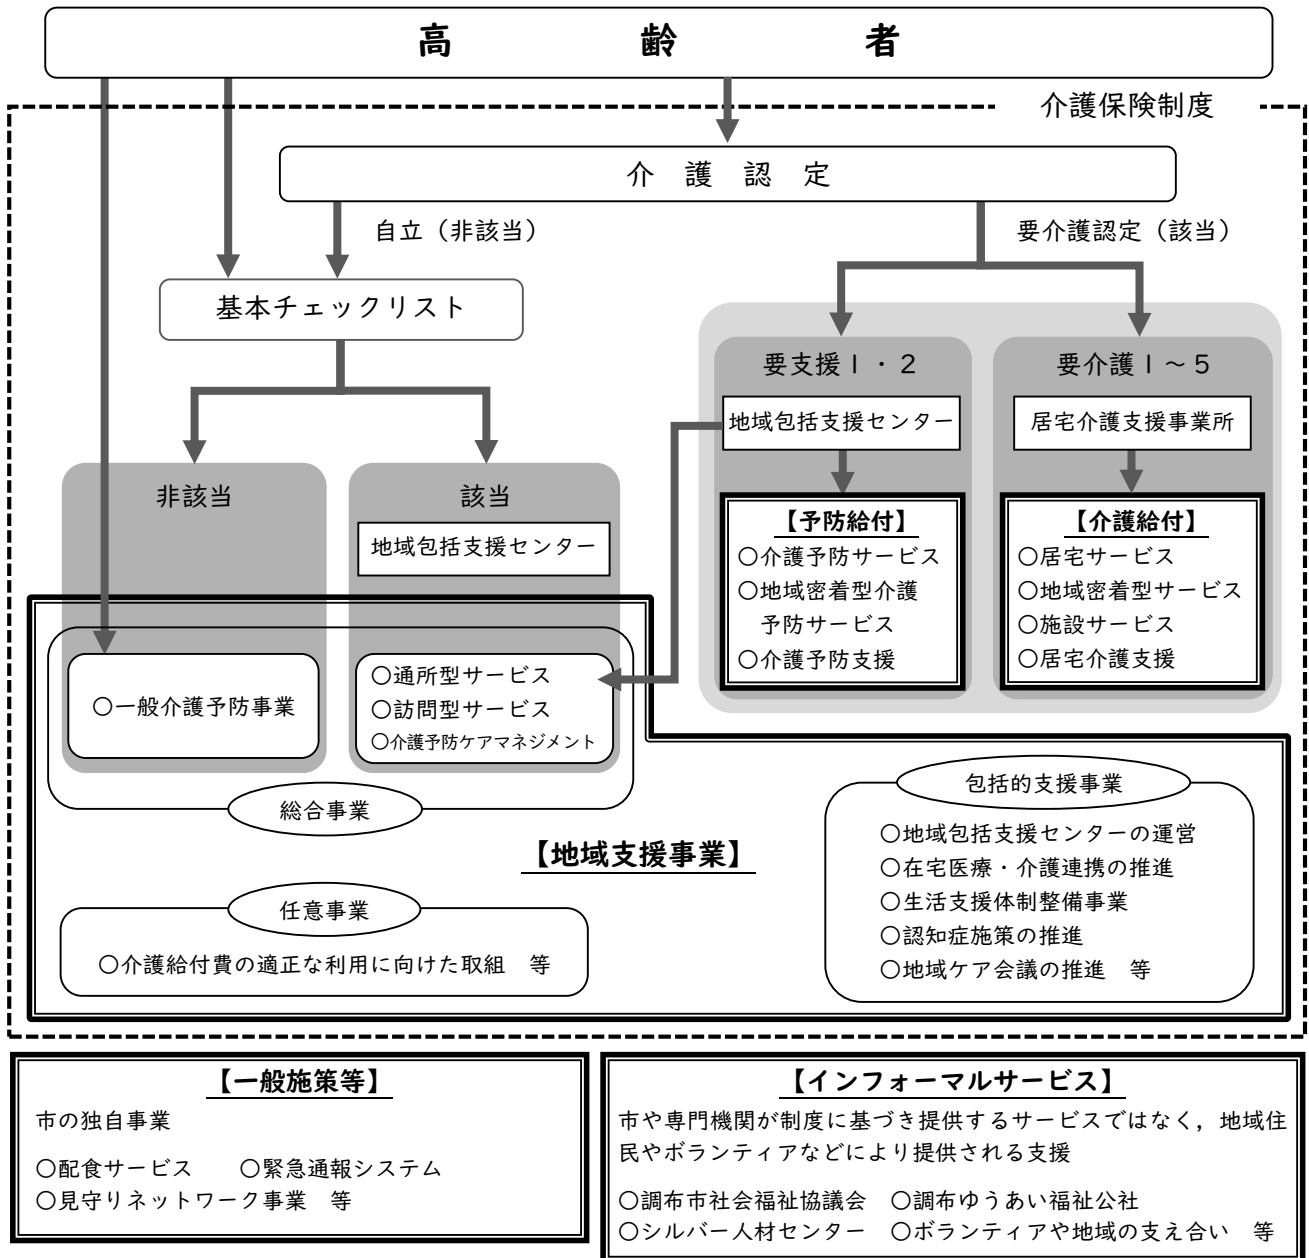 高　齢　者
介護保険制度
介　護　認　定
自立（非該当）
要介護認定（該当）
基本チェックリスト
要支援１・２
地域包括支援センター
【予防給付】
○介護予防サービス
○地域密着型介護
予防サービス
○介護予防支援
要介護１～５
居宅介護支援事業所
【介護給付】
○居宅サービス
○地域密着型サービス
○施設サービス
○居宅介護支援
非該当
○一般介護予防事業
該当
地域包括支援センター
○通所型サービス
○訪問型サービス
○介護予防ケアマネジメント
総合事業
【地域支援事業】
任意事業
○介護給付費の適正な利用に向けた取組　等
包括的支援事業
○地域包括支援センターの運営
○在宅医療・介護連携の推進
○生活支援体制整備事業
○認知症施策の推進
○地域ケア会議の推進　等
【一般施策等】
市の独自事業
○配食サービス　　○緊急通報システム
○見守りネットワーク事業　等
【インフォーマルサービス】
市や専門機関が制度に基づき提供するサービスではなく，地域住
民やボランティアなどにより提供される支援
○調布市社会福祉協議会　○調布ゆうあい福祉公社
○シルバー人材センター　○ボランティアや地域の支え合い　等